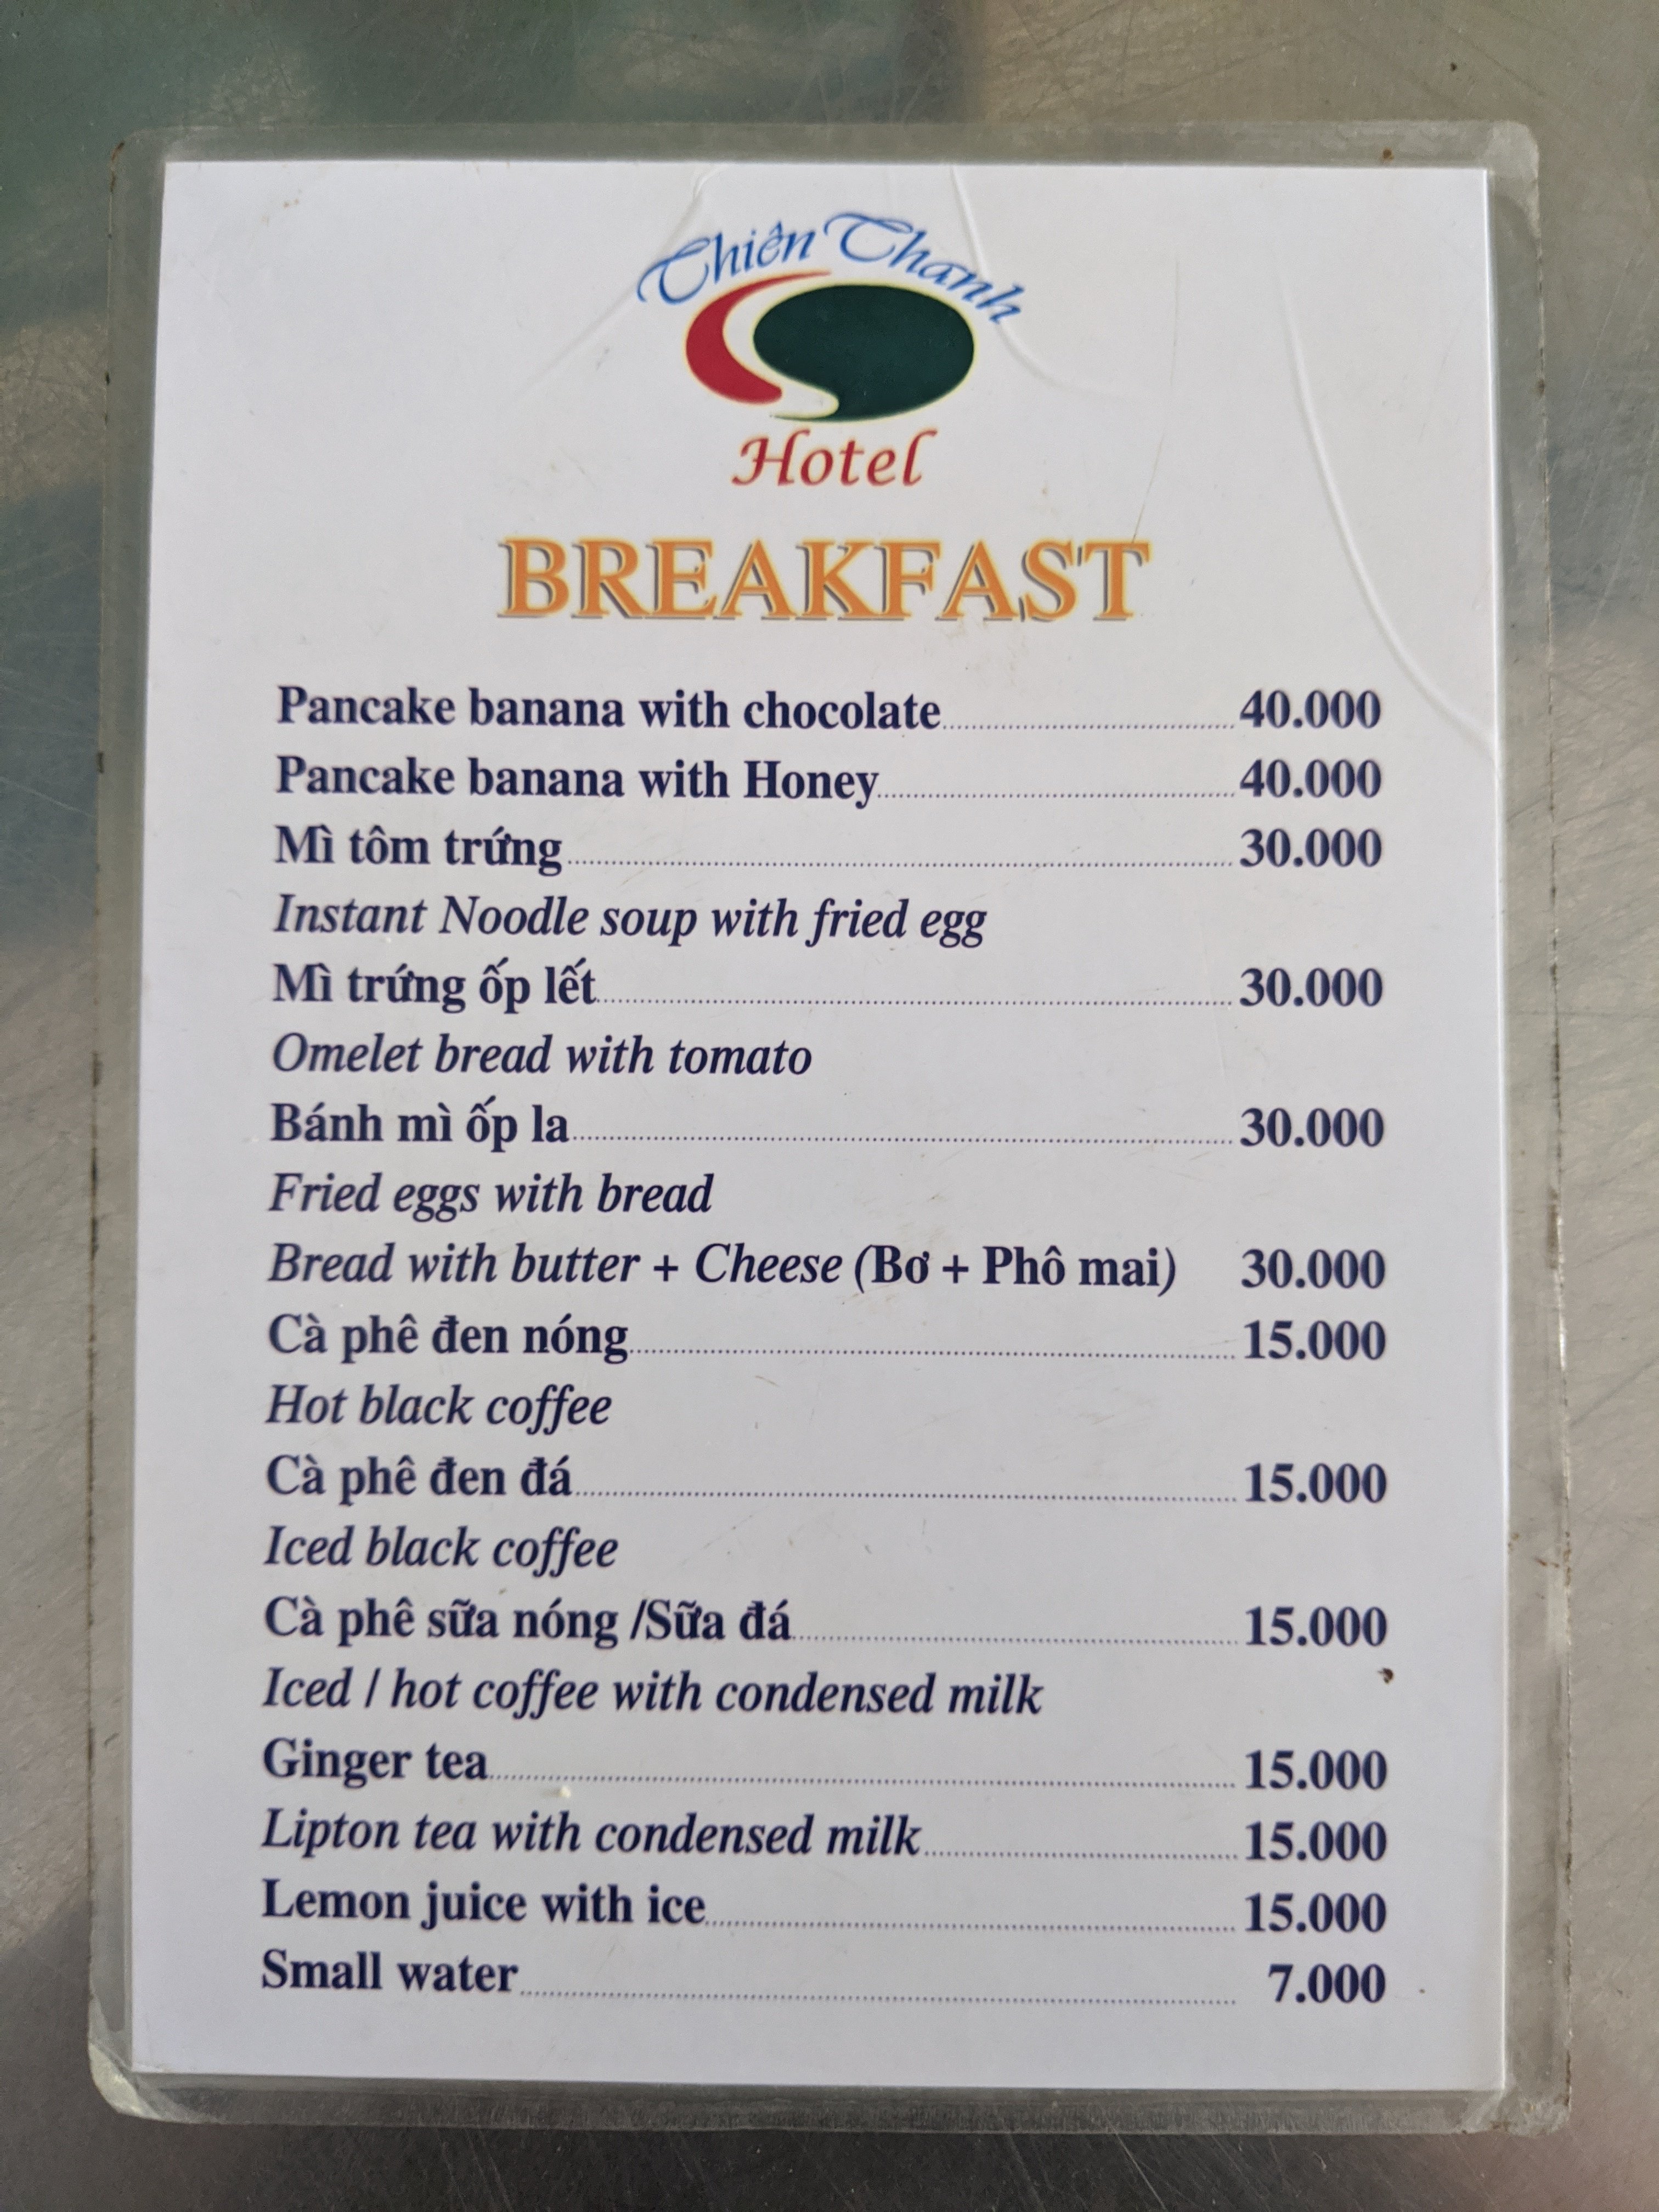 Thiên Thanh
Hotel
BREAKFAST
Pancake banana with chocolate 40.000
Pancake banana with Honey 40.000
Mì tôm trứng 30.000
Instant Noodle soup with fried egg
Mì trứng ốp lết 30.000
Omelet bread with tomato
Bánh mì ốp la 30.000
Fried eggs with bread
Bread with butter + Cheese (Bơ + Phô mai) 30.000
Cà phê đen nóng 15.000
Hot black coffee
Cà phê đen đá 15.000
Iced black coffee
Cà phê sữa nóng /Sữa đá 15.000
Iced / hot coffee with condensed milk
Ginger tea 15.000
Lipton tea with condensed milk 15.000
Lemon juice with ice 15.000
Small water 7.000